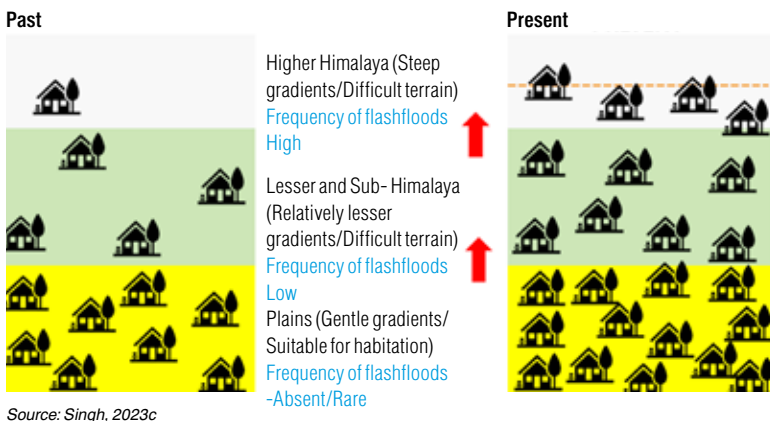 Past
Present
Higher Himalaya (Steep
gradients/Difficult terrain)
Frequency of flashfloods
High
Lesser and Sub- Himalaya
(Relatively lesser
gradients/Difficult terrain)
Frequency of flashfloods
Low
Plains (Gentle gradients/
Suitable for habitation)
Frequency of flashfloods
-Absent/Rare
Source: Singh, 2023c